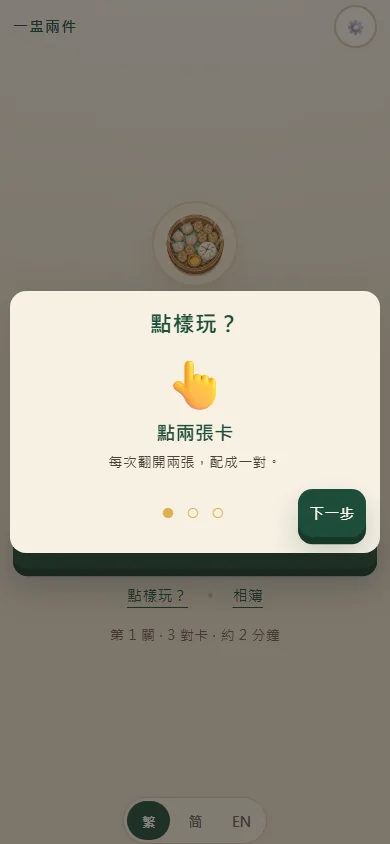 一盅兩件
點樣玩？
點兩張卡
每次翻開兩張，配成一對。
下一步
點樣玩？ • 相簿
第 1 關 · 3 對卡 · 約 2 分鐘
繁 简 EN